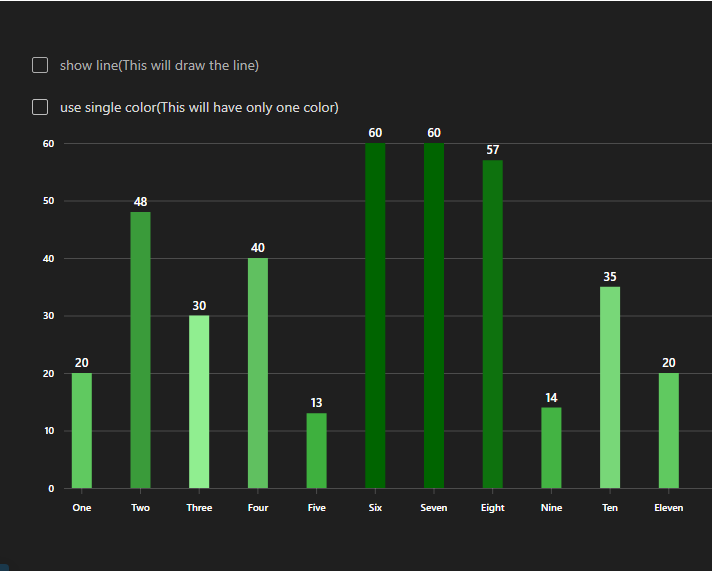 show line(This will draw the line)
use single color(This will have only one color)
60 60
60 57
50 48
40 40
35
30 30
20 20 20
14
13
10
0
One Two Three Four Five Six Seven Eight Nine Ten Eleven